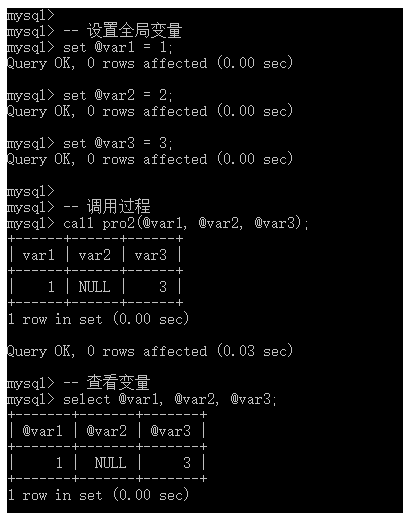 mysql>
mysql> -- 设置全局变量
mysql> set @var1 = 1;
Query OK, 0 rows affected (0.00 sec)

mysql> set @var2 = 2;
Query OK, 0 rows affected (0.00 sec)

mysql> set @var3 = 3;
Query OK, 0 rows affected (0.00 sec)

mysql>
mysql> -- 调用过程
mysql> call pro2(@var1, @var2, @var3);
+------+------+------+
| var1 | var2 | var3 |
+------+------+------+
|    1 | NULL |    3 |
+------+------+------+
1 row in set (0.00 sec)

Query OK, 0 rows affected (0.03 sec)

mysql> -- 查看变量
mysql> select @var1, @var2, @var3;
+-------+-------+-------+
| @var1 | @var2 | @var3 |
+-------+-------+-------+
|     1 |  NULL |     3 |
+-------+-------+-------+
1 row in set (0.00 sec)